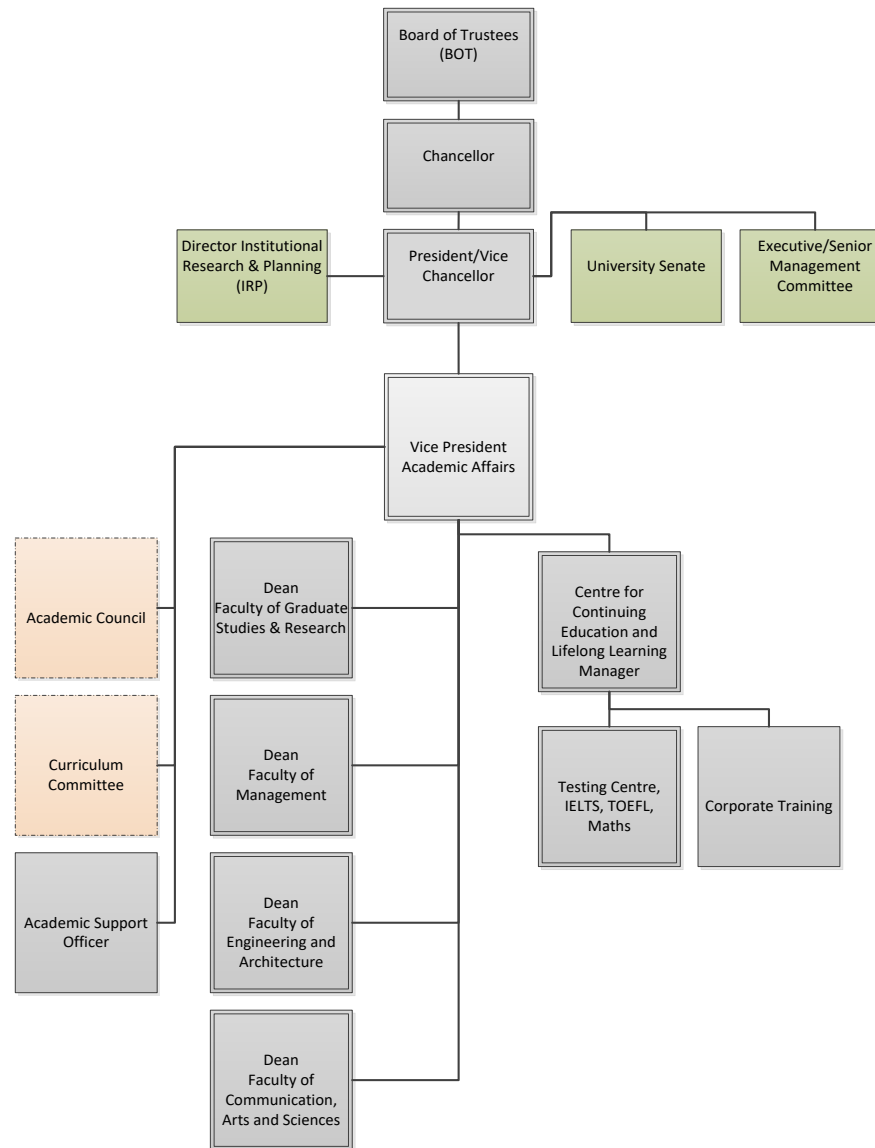 Board of Trustees
(BOT)
Chancellor
Director Institutional
Research & Planning
(IRP)
President/Vice
Chancellor
University Senate
Executive/Senior
Management
Committee
Vice President
Academic Affairs
Academic Council
Dean
Faculty of Graduate
Studies & Research
Centre for
Continuing
Education and
Lifelong Learning
Manager
Curriculum
Committee
Dean
Faculty of
Management
Testing Centre,
IELTS, TOEFL,
Maths
Corporate Training
Academic Support
Officer
Dean
Faculty of
Engineering and
Architecture
Dean
Faculty of
Communication,
Arts and Sciences